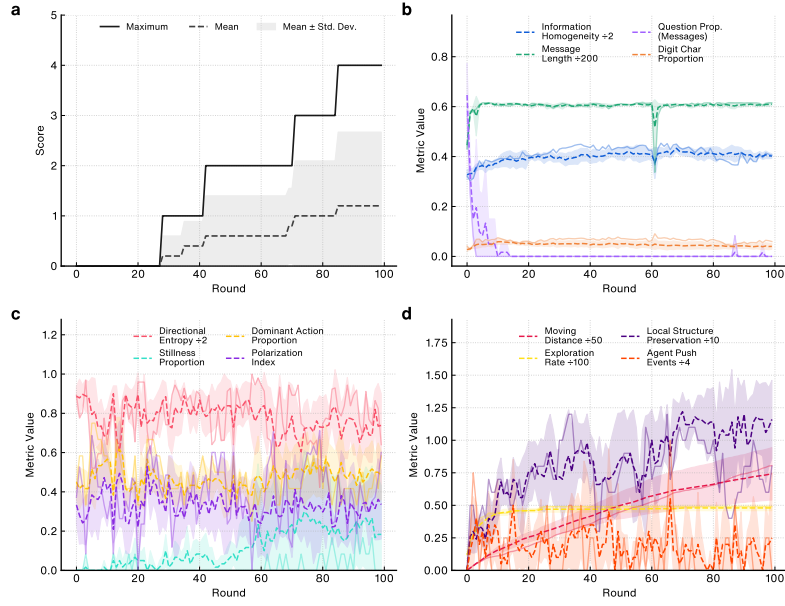 a
Maximum
Mean
Mean ± Std. Dev.
5
4
3
2
1
0
Score
0
20
40
60
80
100
Round
b
Information
Homogeneity ÷2
Message
Length ÷200
Question Prop.
(Messages)
Digit Char
Proportion
0.8
0.6
0.4
0.2
0.0
Metric Value
0
20
40
60
80
100
Round
c
Directional
Entropy ÷2
Stillness
Proportion
Dominant Action
Proportion
Polarization
Index
1.2
1.0
0.8
0.6
0.4
0.2
0.0
Metric Value
0
20
40
60
80
100
Round
d
Moving
Distance ÷50
Exploration
Rate ÷100
Local Structure
Preservation ÷10
Agent Push
Events ÷4
1.75
1.50
1.25
1.00
0.75
0.50
0.25
0.00
Metric Value
0
20
40
60
80
100
Round